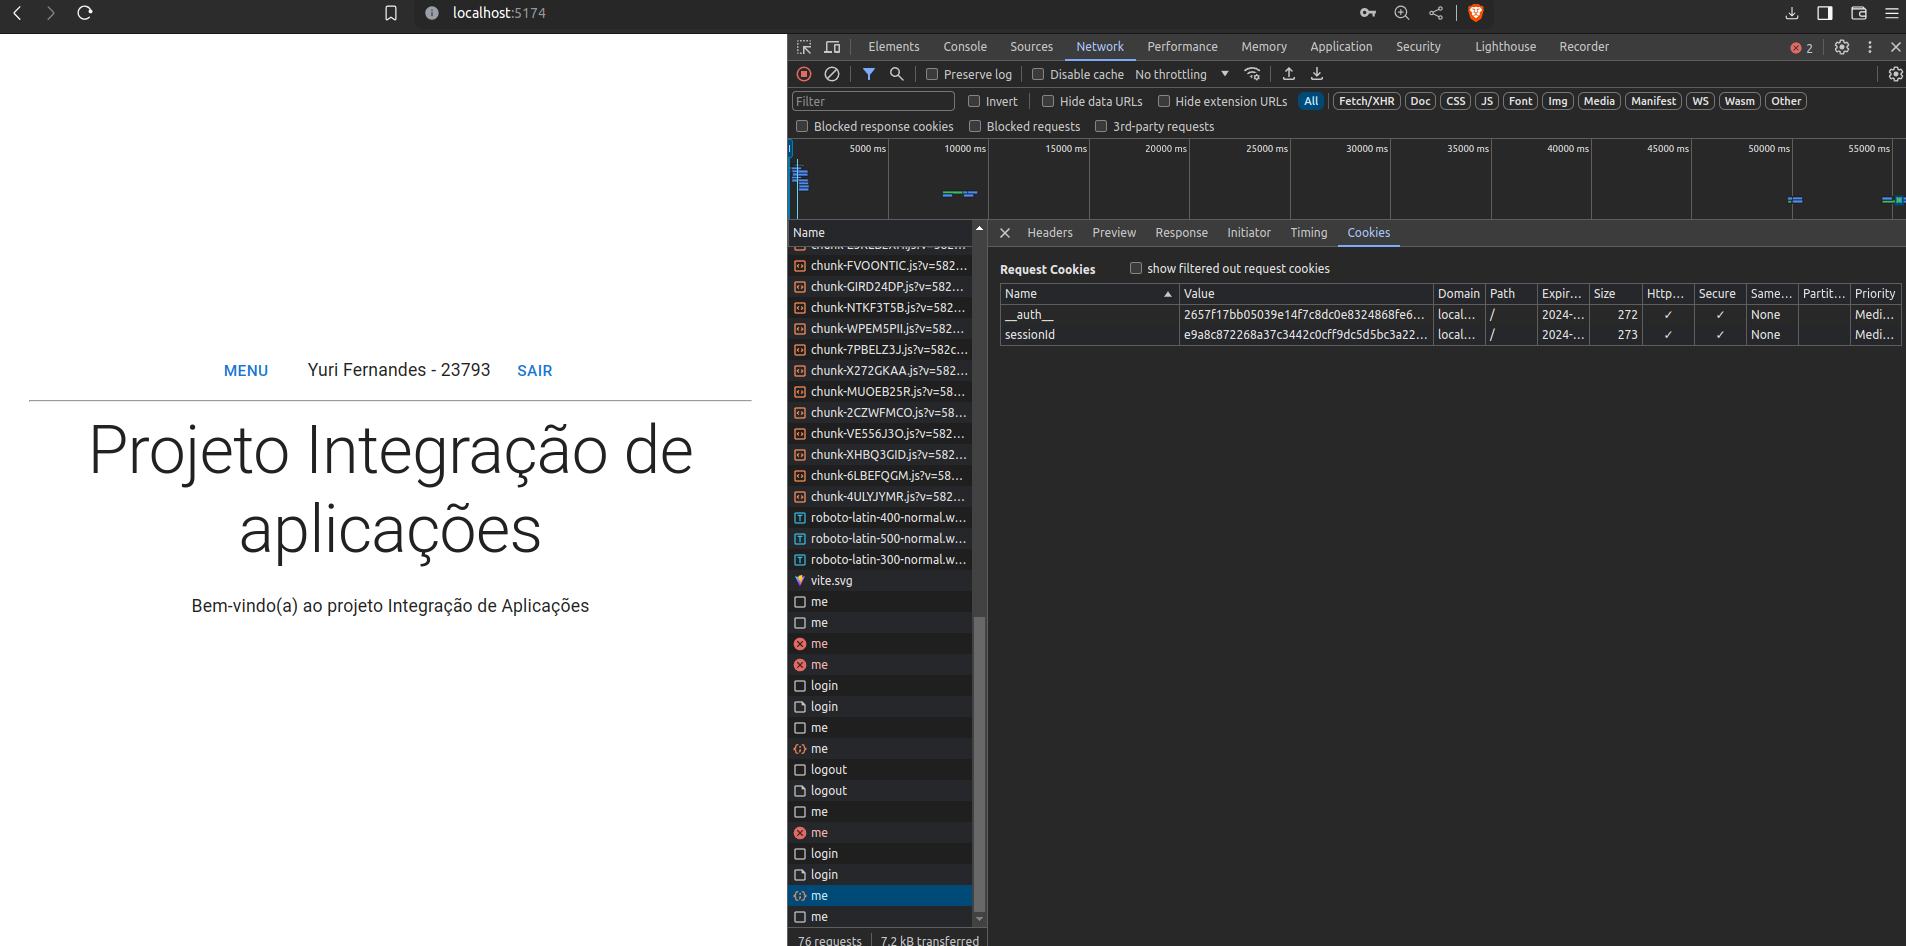 localhost:5174
MENU Yuri Fernandes - 23793 SAIR
Projeto Integração de
aplicações
Bem-vindo(a) ao projeto Integração de Aplicações
Elements Console Sources Network Performance Memory Application Security Lighthouse Recorder 2
Preserve log Disable cache No throttling
Filter Invert Hide data URLs Hide extension URLs All Fetch/XHR Doc CSS JS Font Img Media Manifest WS Wasm Other
Blocked response cookies Blocked requests 3rd-party requests
5000 ms 10000 ms 15000 ms 20000 ms 25000 ms 30000 ms 35000 ms 40000 ms 45000 ms 50000 ms 55000 ms
Name
chunk-FVOONTIC.js?v=582...
chunk-GIRD24DP.js?v=582...
chunk-NTKF3T5B.js?v=582...
chunk-WPEM5PII.js?v=582...
chunk-7PBELZ3J.js?v=582c...
chunk-X272GKAA.js?v=582...
chunk-MUOEB25R.js?v=58...
chunk-2CZWFMCO.js?v=58...
chunk-VE556J3O.js?v=582...
chunk-XHBQ3GID.js?v=582...
chunk-6LBEFQGM.js?v=58...
chunk-4ULYJYMR.js?v=582...
roboto-latin-400-normal.w...
roboto-latin-500-normal.w...
roboto-latin-300-normal.w...
vite.svg
me
me
me
me
login
login
me
me
logout
logout
me
me
login
login
me
me
76 requests 7.2 kB transferred
Headers Preview Response Initiator Timing Cookies
Request Cookies show filtered out request cookies
Name Value Domain Path Expir... Size Http... Secure Same... Partit... Priority
__auth__ 2657f17bb05039e14f7c8dc0e8324868fe6... local... / 2024-... 272 ✓ ✓ None Medi...
sessionId e9a8c872268a37c3442c0cff9dc5d5bc3a22... local... / 2024-... 273 ✓ ✓ None Medi...